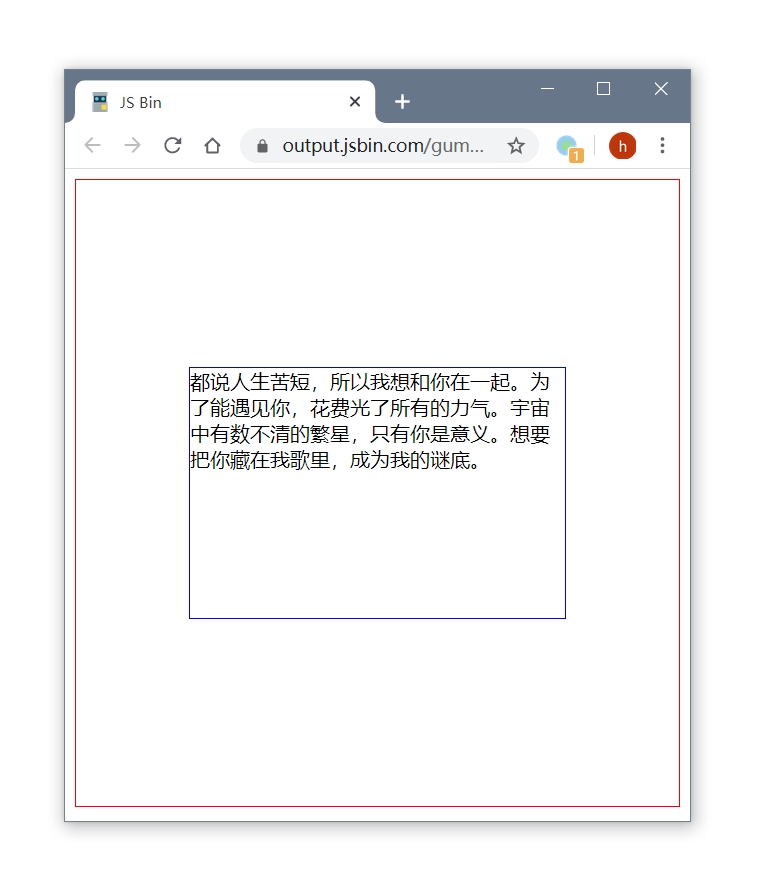 JS Bin
output.jsbin.com/gum...
1
h
都说人生苦短，所以我想和你在一起。为
了能遇见你，花费光了所有的力气。宇宙
中有数不清的繁星，只有你是意义。想要
把你藏在我歌里，成为我的谜底。